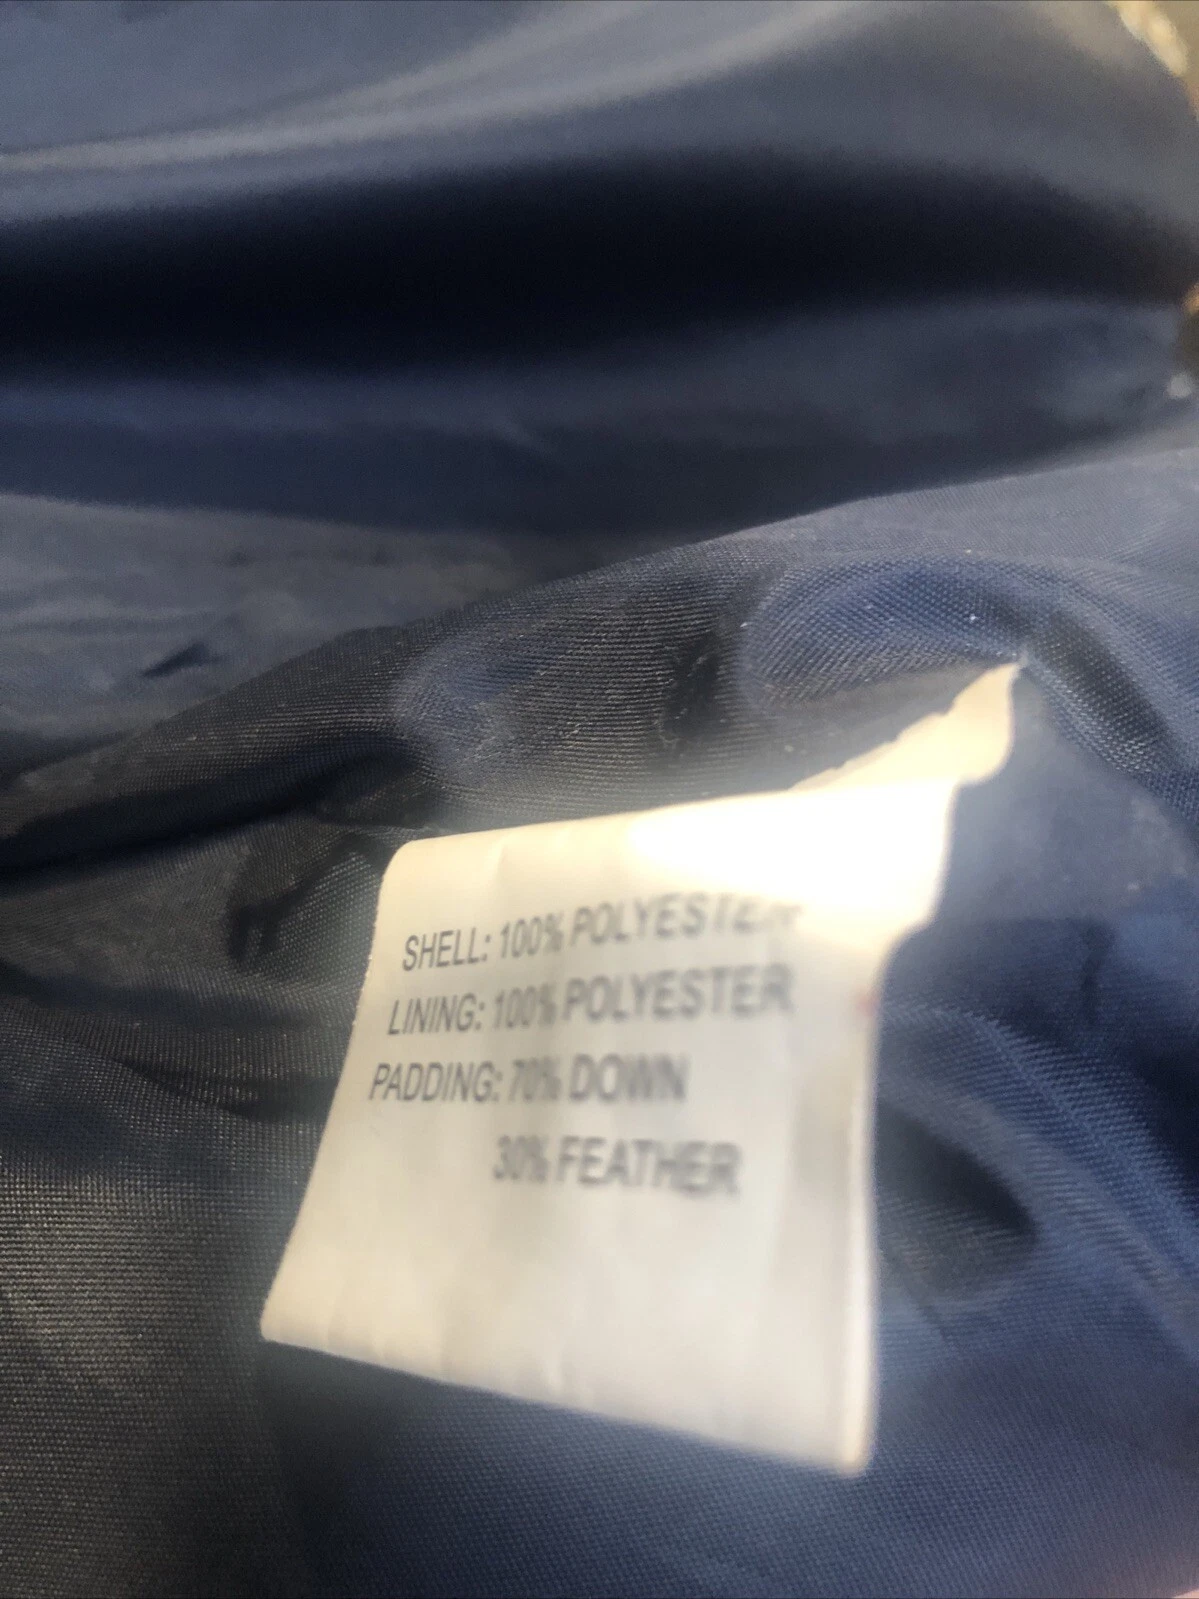 SHELL: 100% POLYESTER
LINING: 100% POLYESTER
PADDING: 70% DOWN
30% FEATHER